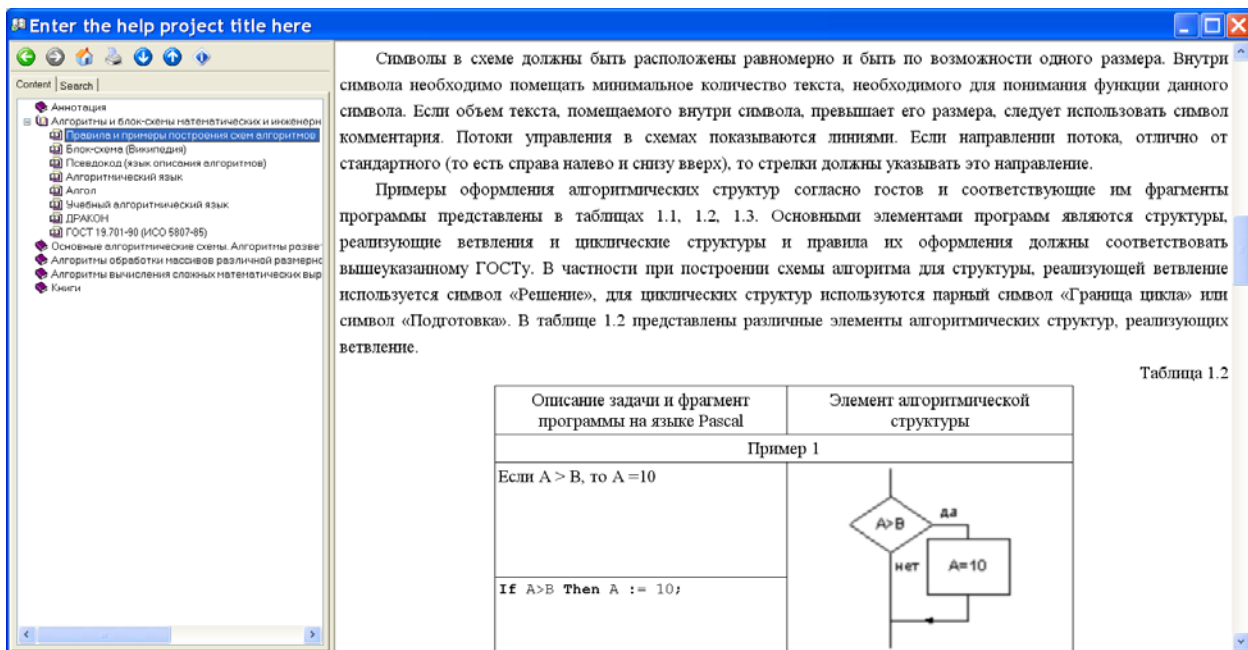 Enter the help project title here
Content Search
Аннотация
Алгоритмы и блок-схемы математических и инженерн
Правила и примеры построения схем алгоритмов
Блок-схема (Википедия)
Псевдокод (язык описания алгоритмов)
Алгоритмический язык
Алгол
Учебный алгоритмический язык
ДРАКОН
ГОСТ 19.701-90 (ИСО 5807-85)
Основные алгоритмические схемы. Алгоритмы разве
Алгоритмы обработки массивов различной размерно
Алгоритмы вычисления сложных математических выр
Книги
Символы в схеме должны быть расположены равномерно и быть по возможности одного размера. Внутри
символа необходимо помещать минимальное количество текста, необходимого для понимания функции данного
символа. Если объем текста, помещаемого внутри символа, превышает его размера, следует использовать символ
комментария. Потоки управления в схемах показываются линиями. Если направлении потока, отлично от
стандартного (то есть справа налево и снизу вверх), то стрелки должны указывать это направление.
Примеры оформления алгоритмических структур согласно гостов и соответствующие им фрагменты
программы представлены в таблицах 1.1, 1.2, 1.3. Основными элементами программ являются структуры,
реализующие ветвления и циклические структуры и правила их оформления должны соответствовать
вышеуказанному ГОСТу. В частности при построении схемы алгоритма для структуры, реализующей ветвление
используется символ «Решение», для циклических структур используются парный символ «Граница цикла» или
символ «Подготовка». В таблице 1.2 представлены различные элементы алгоритмических структур, реализующих
ветвление.
Таблица 1.2
Описание задачи и фрагмент
программы на языке Pascal
Элемент алгоритмической
структуры
Пример 1
Если A > B, то A =10
If A>B Then A := 10;
A>B
да
нет
A=10